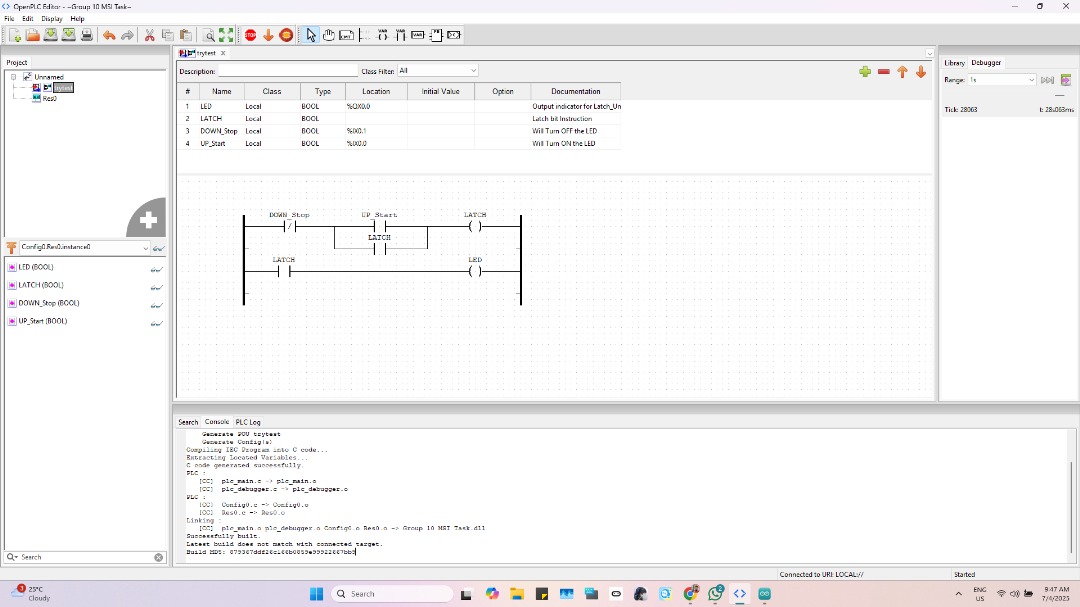 OpenPLC Editor - ~Group 10 MSI Task~
File Edit Display Help
Project
Unnamed
trytest
Res0
Config0.Res0.instance0
LED (BOOL)
LATCH (BOOL)
DOWN_Stop (BOOL)
UP_Start (BOOL)
Search
trytest
Description: Class Filter: All
# Name Class Type Location Initial Value Option Documentation
1 LED Local BOOL %QX0.0 Output indicator for Latch_Un
2 LATCH Local BOOL Latch bit Instruction
3 DOWN_Stop Local BOOL %IX0.1 Will Turn OFF the LED
4 UP_Start Local BOOL %IX0.0 Will Turn ON the LED
DOWN_Stop UP_Start LATCH
LATCH
LATCH LED
Search Console PLC Log
Generate POU trytest
Generate Config(s)
Compiling IEC Program into C code...
Extracting Located Variables...
C code generated successfully.
PLC :
[CC] plc_main.c -> plc_main.o
[CC] plc_debugger.c -> plc_debugger.o
PLC :
[CC] Config0.c -> Config0.o
[CC] Res0.c -> Res0.o
Linking :
[CC] plc_main.o plc_debugger.o Config0.o Res0.o -> Group 10 MSI Task.dll
Successfully built.
Latest build does not match with connected target.
Build MD5:
Library Debugger
Range: 1s
Tick: 28063 t: 28s063ms
Connected to URI: LOCAL:// Started
25°C
Cloudy
Search
ENG
US
9:47 AM
7/4/2025